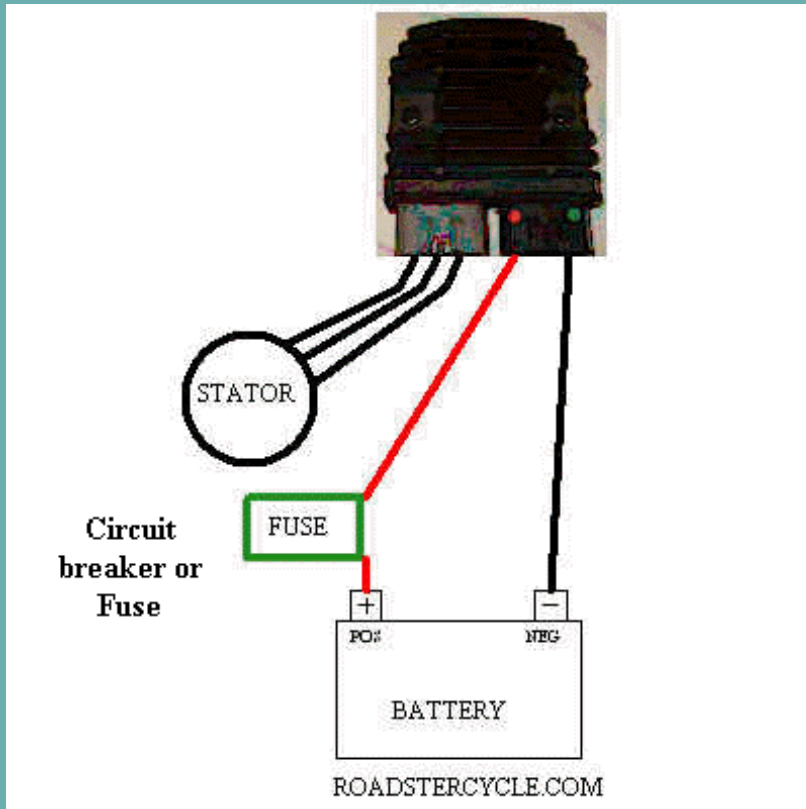 STATOR
FUSE
Circuit
breaker or
Fuse
+
−
POS
NEG
BATTERY
ROADSTERCYCLE.COM